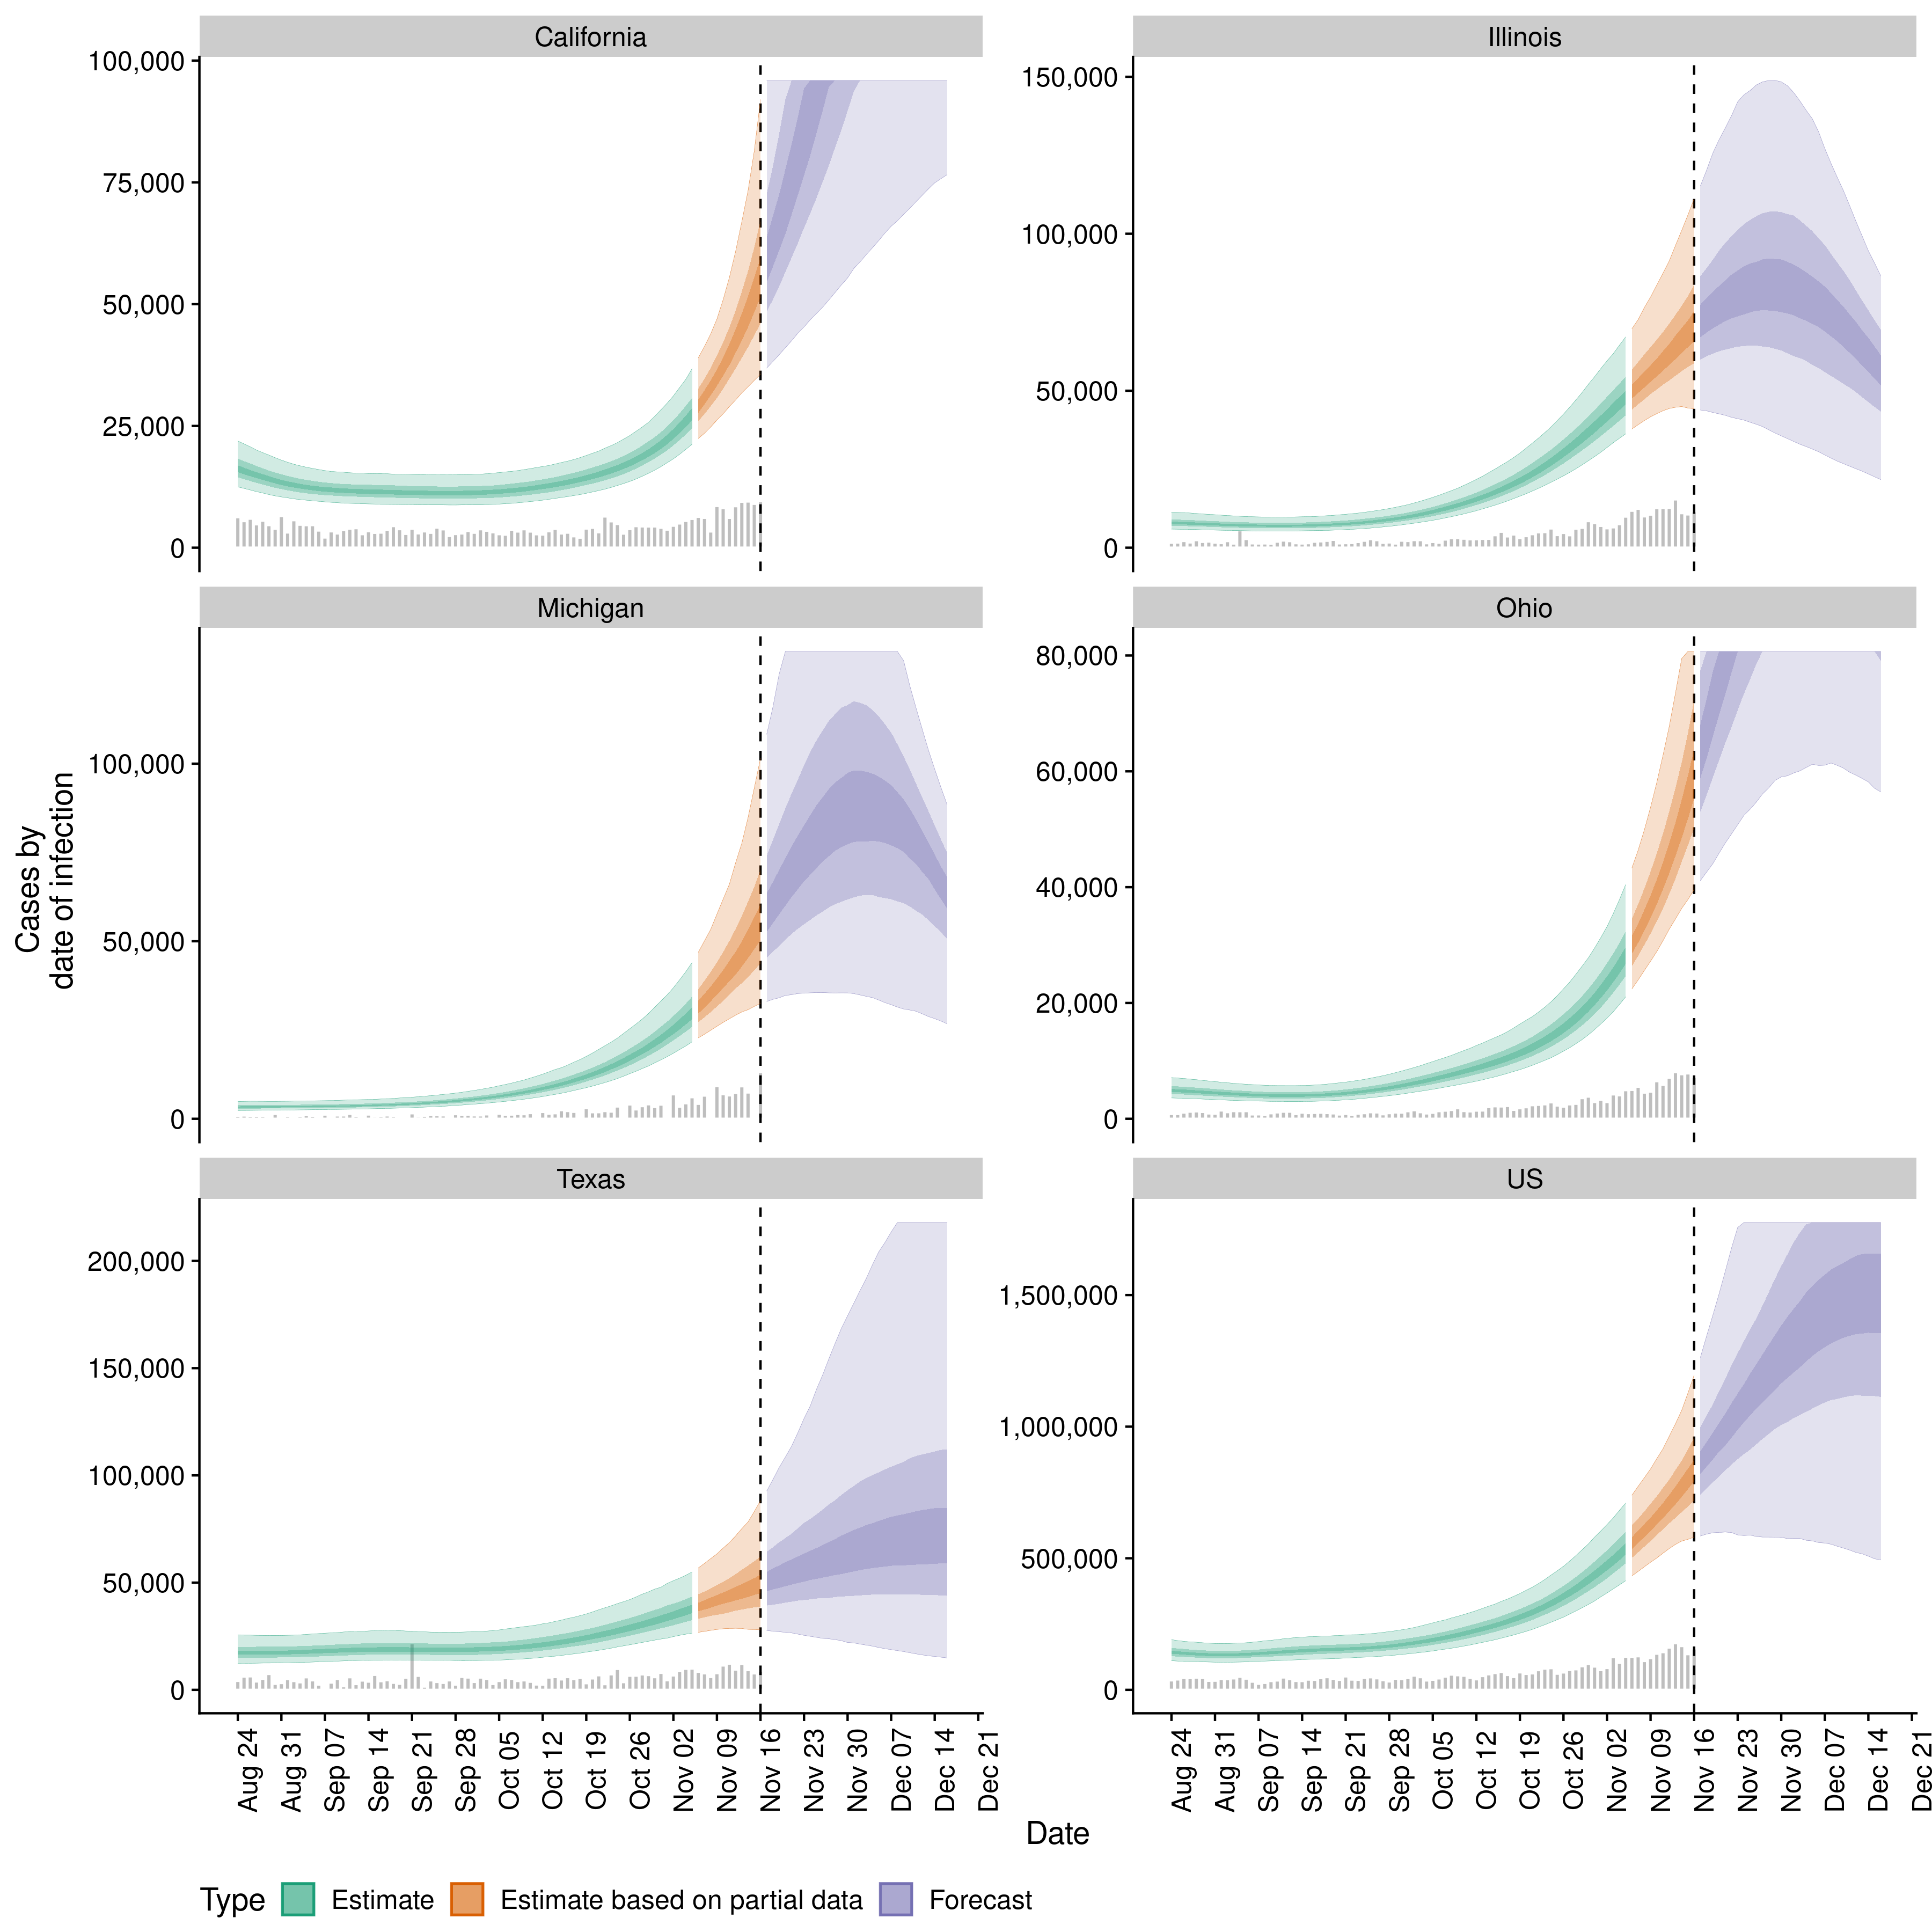 California
Illinois
100,000
75,000
50,000
25,000
0
150,000
100,000
50,000
0
Michigan
Ohio
100,000
50,000
0
80,000
60,000
40,000
20,000
0
Texas
US
200,000
150,000
100,000
50,000
0
1,500,000
1,000,000
500,000
0
Cases by
date of infection
Aug 24
Aug 31
Sep 07
Sep 14
Sep 21
Sep 28
Oct 05
Oct 12
Oct 19
Oct 26
Nov 02
Nov 09
Nov 16
Nov 23
Nov 30
Dec 07
Dec 14
Dec 21
Aug 24
Aug 31
Sep 07
Sep 14
Sep 21
Sep 28
Oct 05
Oct 12
Oct 19
Oct 26
Nov 02
Nov 09
Nov 16
Nov 23
Nov 30
Dec 07
Dec 14
Dec 21
Date
Type Estimate Estimate based on partial data Forecast